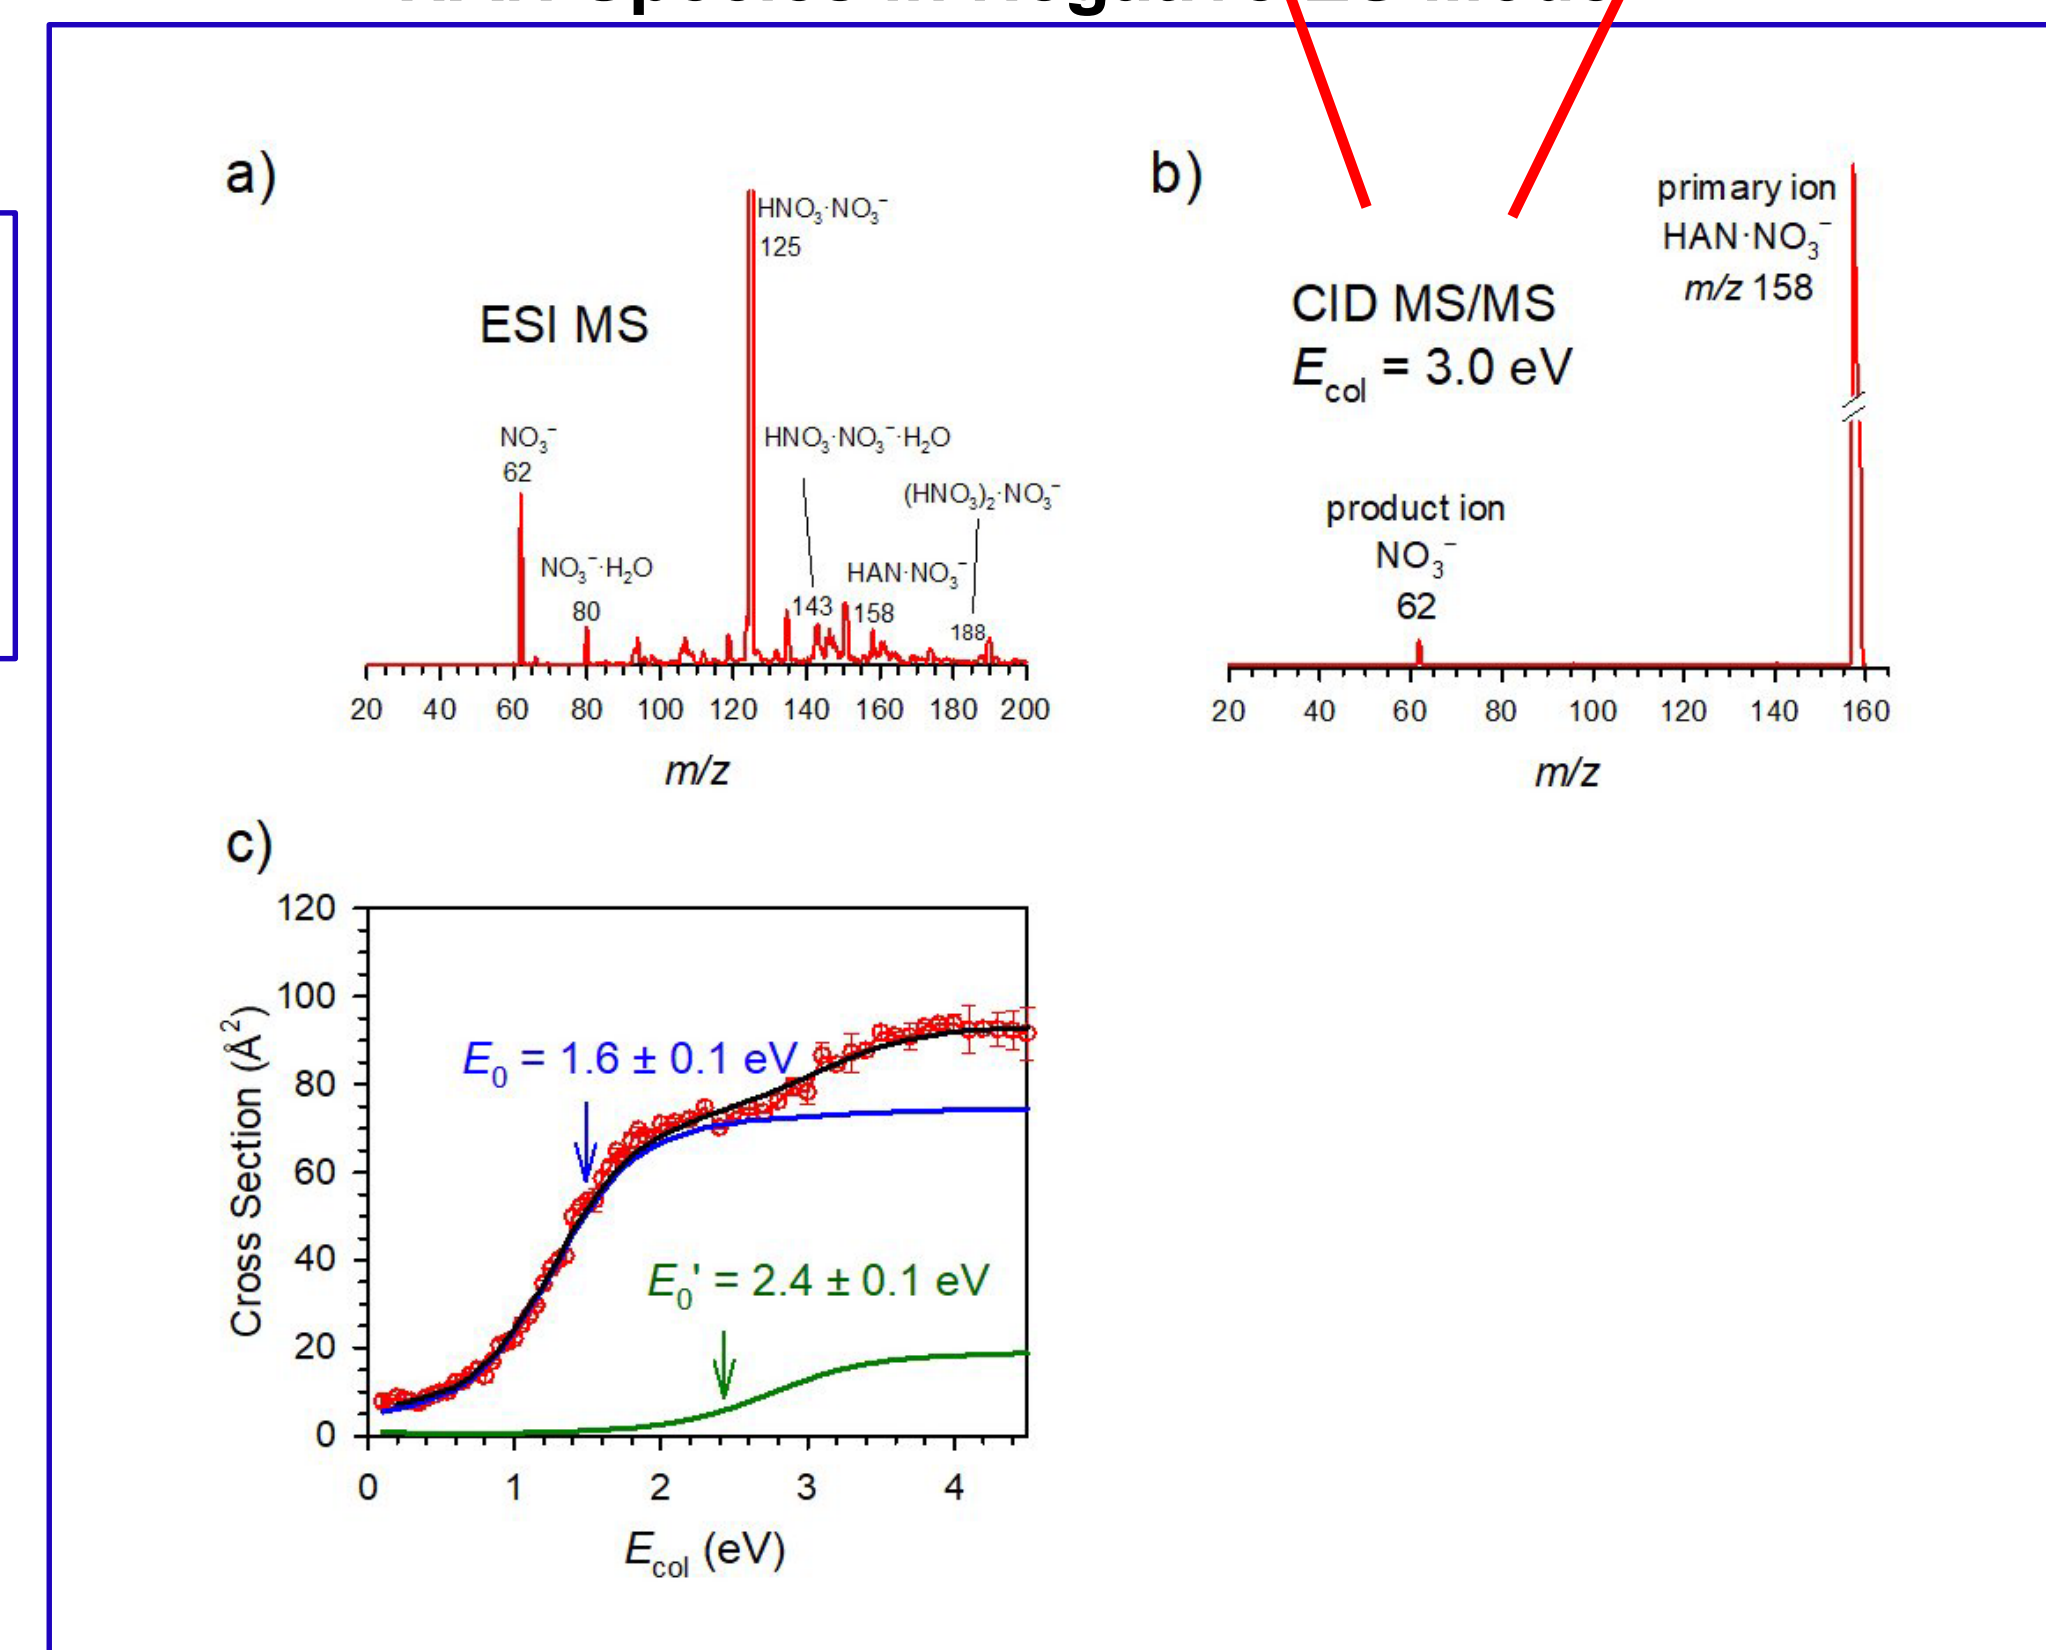 a)
ESI MS
HNO₃·NO₃⁻
125
NO₃⁻
62
HNO₃·NO₃⁻·H₂O
(HNO₃)₂·NO₃⁻
NO₃⁻·H₂O
80
HAN·NO₃⁻
143
158
188
20 40 60 80 100 120 140 160 180 200
m/z
b)
primary ion
HAN·NO₃⁻
m/z 158
CID MS/MS
E_col = 3.0 eV
product ion
NO₃⁻
62
20 40 60 80 100 120 140 160
m/z
c)
120
100
80
60
40
20
0
Cross Section (Å²)
E₀ = 1.6 ± 0.1 eV
E₀' = 2.4 ± 0.1 eV
0 1 2 3 4
E_col (eV)